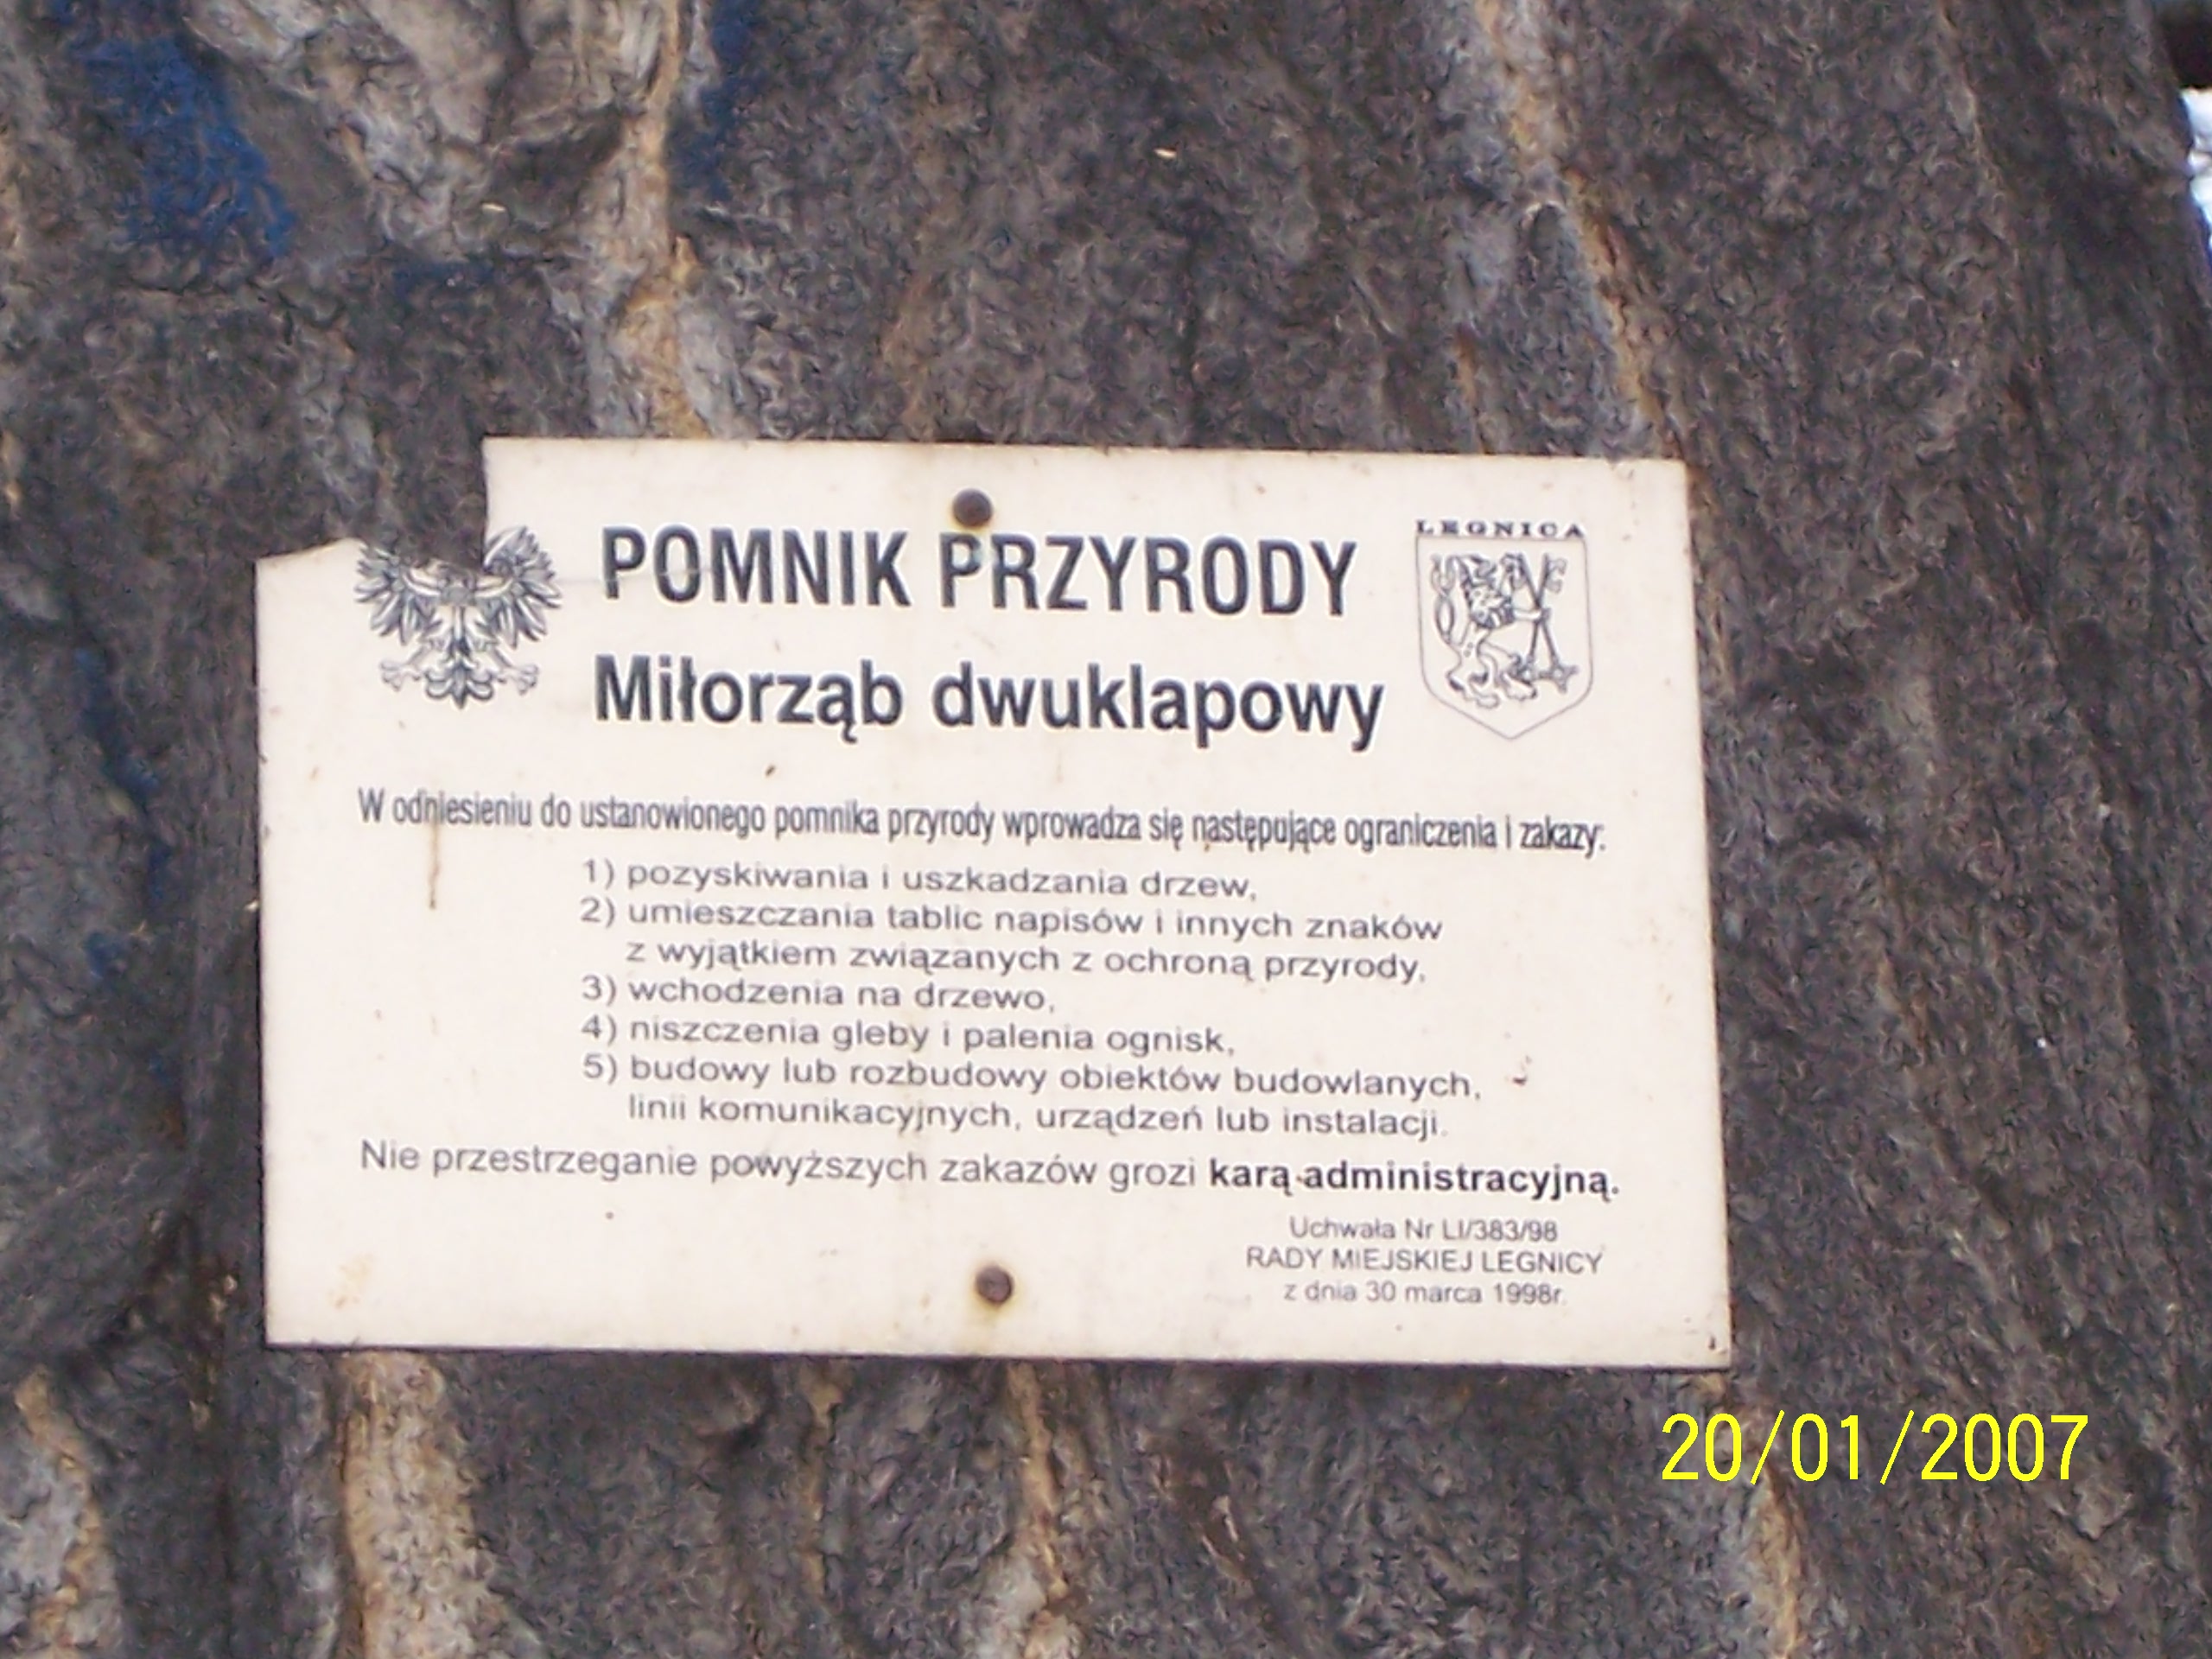 LEGNICA
POMNIK PRZYRODY
Miłorząb dwuklapowy
W odniesieniu do ustanowionego pomnika przyrody wprowadza się następujące ograniczenia i zakazy:
1) pozyskiwania i uszkadzania drzew,
2) umieszczania tablic napisów i innych znaków
z wyjątkiem związanych z ochroną przyrody,
3) wchodzenia na drzewo,
4) niszczenia gleby i palenia ognisk,
5) budowy lub rozbudowy obiektów budowlanych,
linii komunikacyjnych, urządzeń lub instalacji.
Nie przestrzeganie powyższych zakazów grozi karą administracyjną.
Uchwała Nr LI/383/98
RADY MIEJSKIEJ LEGNICY
z dnia 30 marca 1998r.
20/01/2007